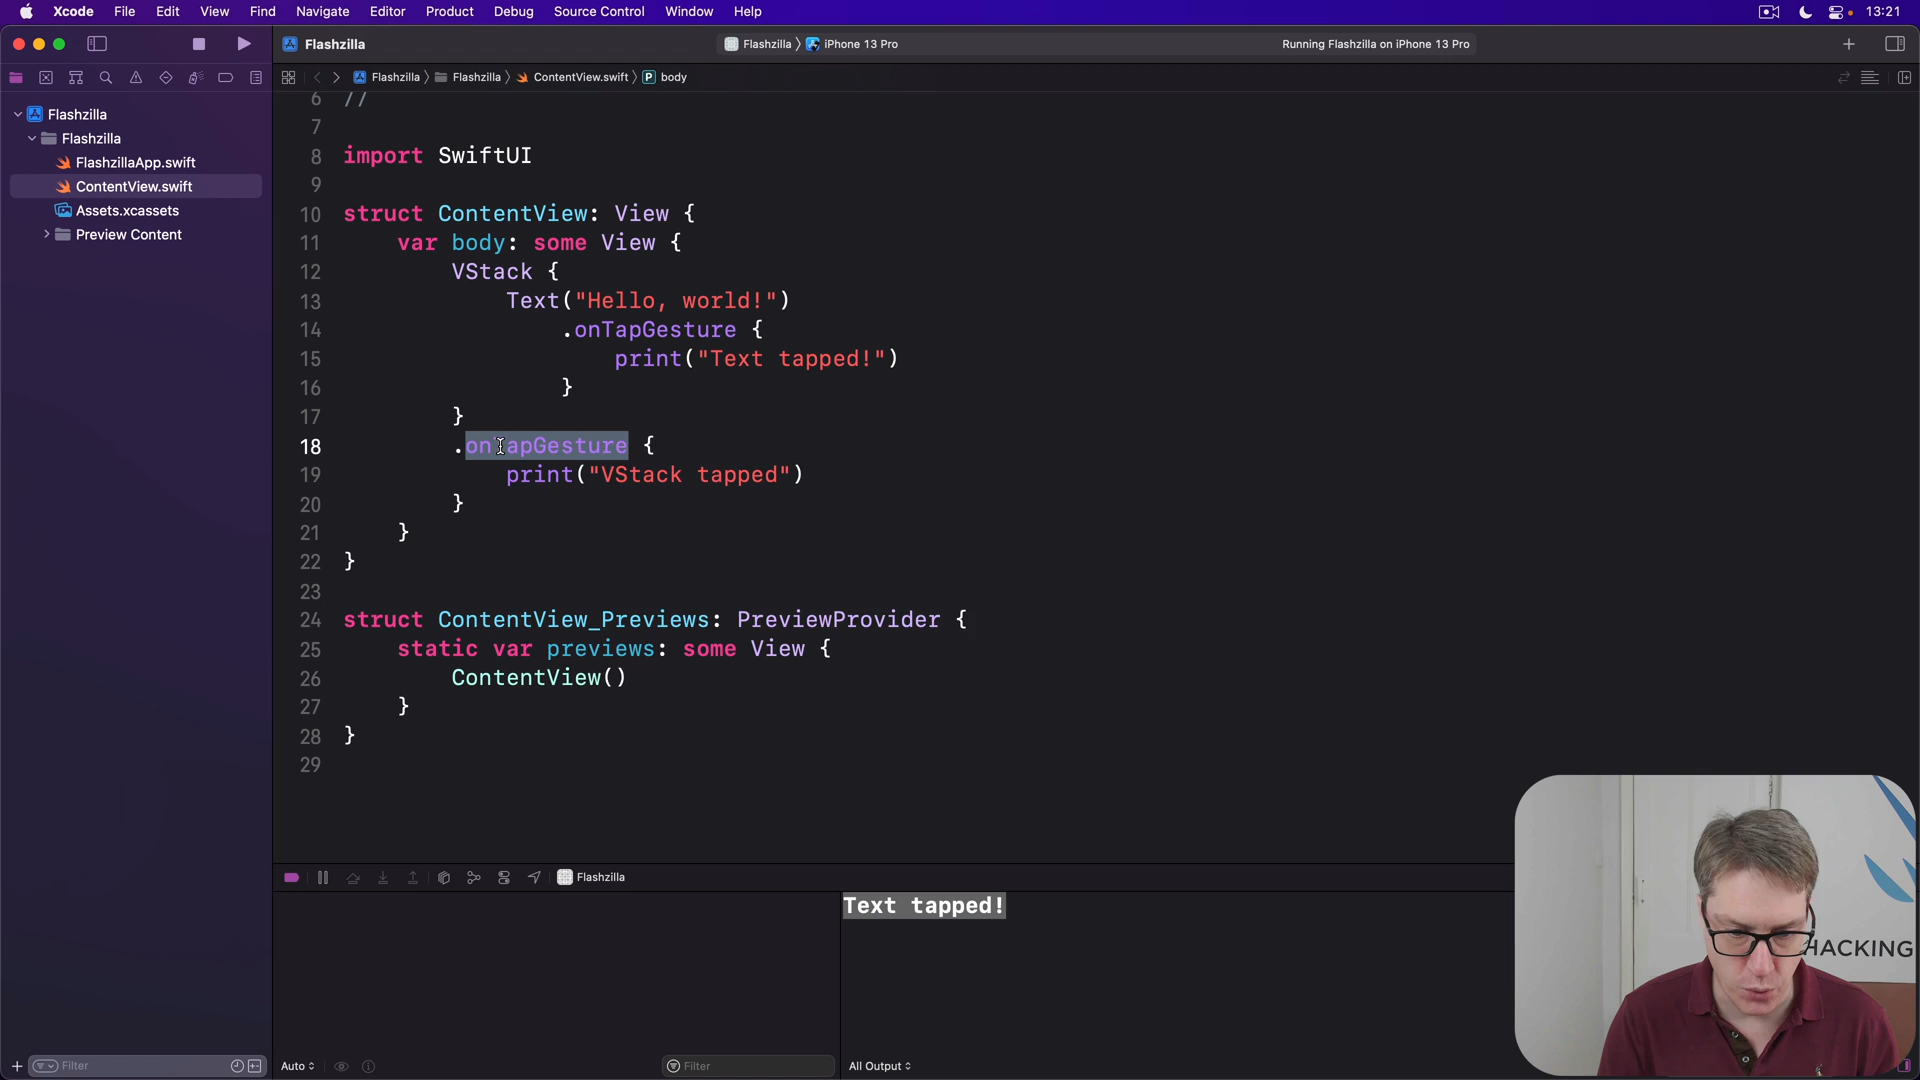 Xcode File Edit View Find Navigate Editor Product Debug Source Control Window Help 13:21
Flashzilla Flashzilla iPhone 13 Pro Running Flashzilla on iPhone 13 Pro
Flashzilla Flashzilla ContentView.swift P body
Flashzilla
Flashzilla
FlashzillaApp.swift
ContentView.swift
Assets.xcassets
Preview Content
6 //
7
8 import SwiftUI
9
10 struct ContentView: View {
11 var body: some View {
12 VStack {
13 Text("Hello, world!")
14 .onTapGesture {
15 print("Text tapped!")
16 }
17 }
18 .onTapGesture {
19 print("VStack tapped")
20 }
21 }
22 }
23
24 struct ContentView_Previews: PreviewProvider {
25 static var previews: some View {
26 ContentView()
27 }
28 }
29
Flashzilla
Text tapped!
HACKING
Filter
Auto
Filter
All Output